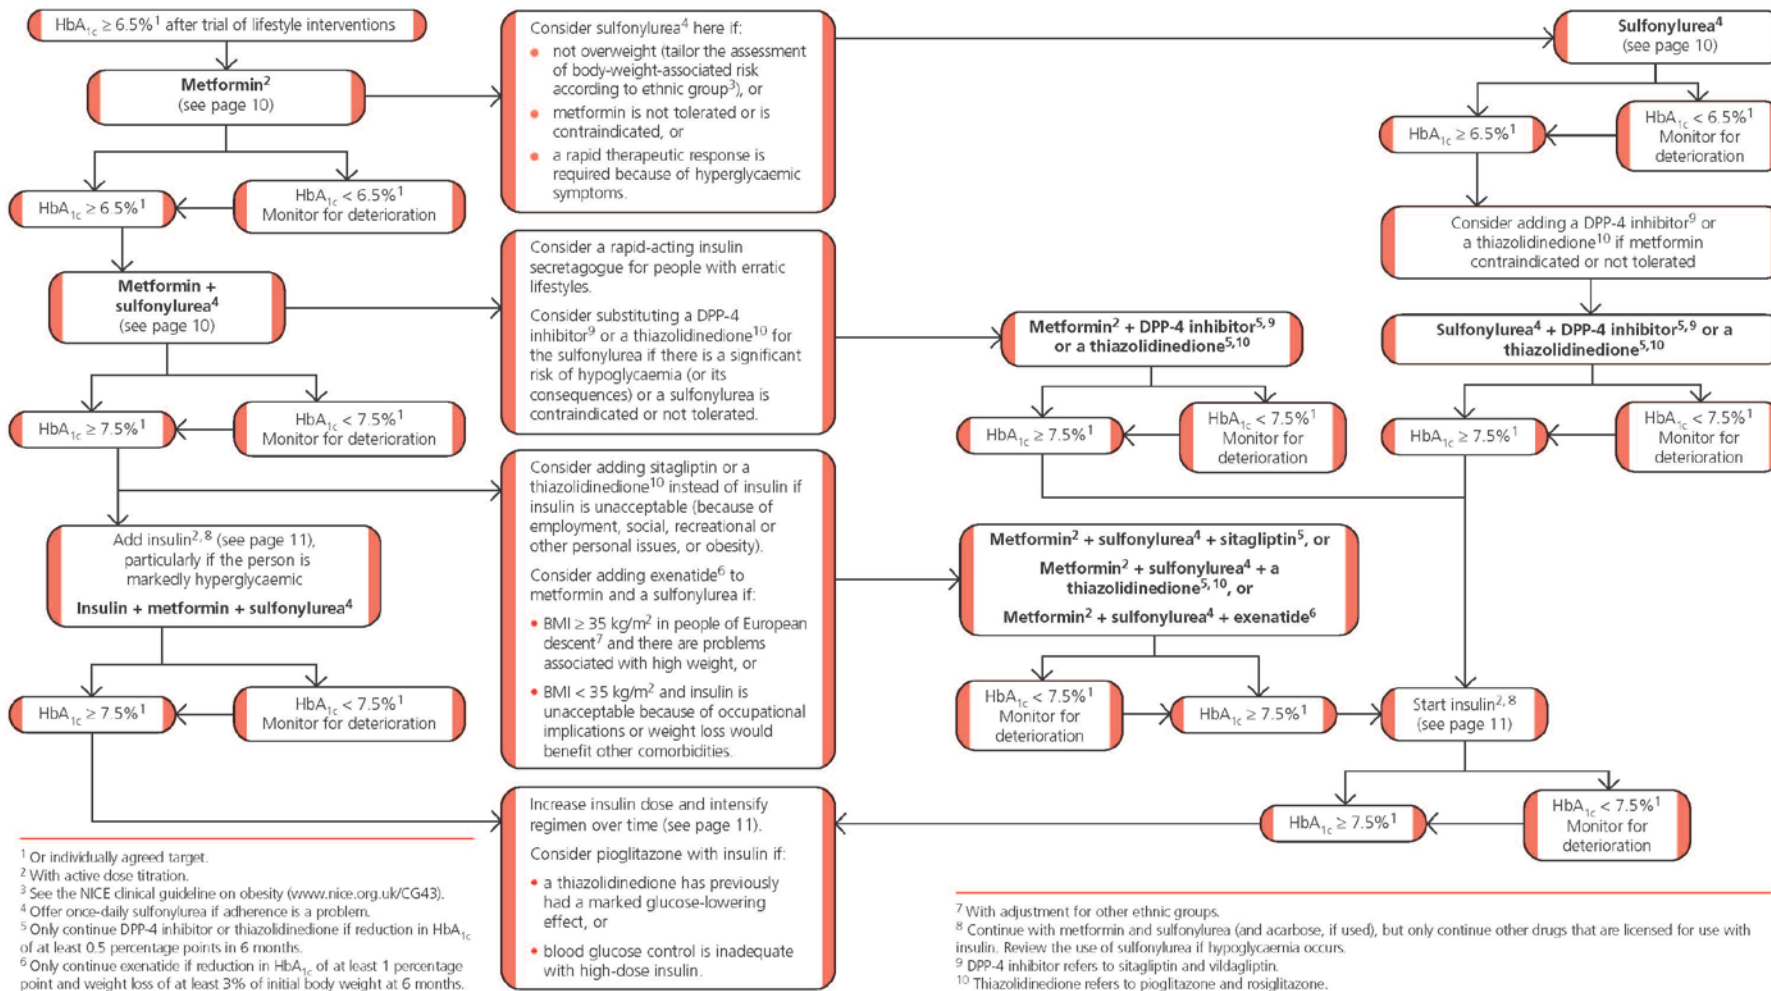 HbA1c ≥ 6.5%1 after trial of lifestyle interventions
Metformin2
(see page 10)
HbA1c ≥ 6.5%1
HbA1c < 6.5%1
Monitor for deterioration
Metformin +
sulfonylurea4
(see page 10)
HbA1c ≥ 7.5%1
HbA1c < 7.5%1
Monitor for deterioration
Add insulin2, 8 (see page 11),
particularly if the person is
markedly hyperglycaemic
Insulin + metformin + sulfonylurea4
HbA1c ≥ 7.5%1
HbA1c < 7.5%1
Monitor for deterioration
Consider sulfonylurea4 here if:
• not overweight (tailor the assessment
of body-weight-associated risk
according to ethnic group3), or
• metformin is not tolerated or is
contraindicated, or
• a rapid therapeutic response is
required because of hyperglycaemic
symptoms.
Consider a rapid-acting insulin
secretagogue for people with erratic
lifestyles.
Consider substituting a DPP-4
inhibitor9 or a thiazolidinedione10 for
the sulfonylurea if there is a significant
risk of hypoglycaemia (or its
consequences) or a sulfonylurea is
contraindicated or not tolerated.
Consider adding sitagliptin or a
thiazolidinedione10 instead of insulin if
insulin is unacceptable (because of
employment, social, recreational or
other personal issues, or obesity).
Consider adding exenatide6 to
metformin and a sulfonylurea if:
• BMI ≥ 35 kg/m2 in people of European
descent7 and there are problems
associated with high weight, or
• BMI < 35 kg/m2 and insulin is
unacceptable because of occupational
implications or weight loss would
benefit other comorbidities.
Increase insulin dose and intensify
regimen over time (see page 11).
Consider pioglitazone with insulin if:
• a thiazolidinedione has previously
had a marked glucose-lowering
effect, or
• blood glucose control is inadequate
with high-dose insulin.
Metformin2 + DPP-4 inhibitor5, 9
or a thiazolidinedione5,10
HbA1c ≥ 7.5%1
HbA1c < 7.5%1
Monitor for
deterioration
Metformin2 + sulfonylurea4 + sitagliptin5, or
Metformin2 + sulfonylurea4 + a
thiazolidinedione5, 10, or
Metformin2 + sulfonylurea4 + exenatide6
HbA1c < 7.5%1
Monitor for
deterioration
HbA1c ≥ 7.5%1
Sulfonylurea4
(see page 10)
HbA1c ≥ 6.5%1
HbA1c < 6.5%1
Monitor for
deterioration
Consider adding a DPP-4 inhibitor9 or
a thiazolidinedione10 if metformin
contraindicated or not tolerated
Sulfonylurea4 + DPP-4 inhibitor5, 9 or a
thiazolidinedione5,10
HbA1c ≥ 7.5%1
HbA1c < 7.5%1
Monitor for
deterioration
Start insulin2, 8
(see page 11)
HbA1c ≥ 7.5%1
HbA1c < 7.5%1
Monitor for
deterioration
1 Or individually agreed target.
2 With active dose titration.
3 See the NICE clinical guideline on obesity (www.nice.org.uk/CG43).
4 Offer once-daily sulfonylurea if adherence is a problem.
5 Only continue DPP-4 inhibitor or thiazolidinedione if reduction in HbA1c
of at least 0.5 percentage points in 6 months.
6 Only continue exenatide if reduction in HbA1c of at least 1 percentage
point and weight loss of at least 3% of initial body weight at 6 months.
7 With adjustment for other ethnic groups.
8 Continue with metformin and sulfonylurea (and acarbose, if used), but only continue other drugs that are licensed for use with
insulin. Review the use of sulfonylurea if hypoglycaemia occurs.
9 DPP-4 inhibitor refers to sitagliptin and vildagliptin.
10 Thiazolidinedione refers to pioglitazone and rosiglitazone.